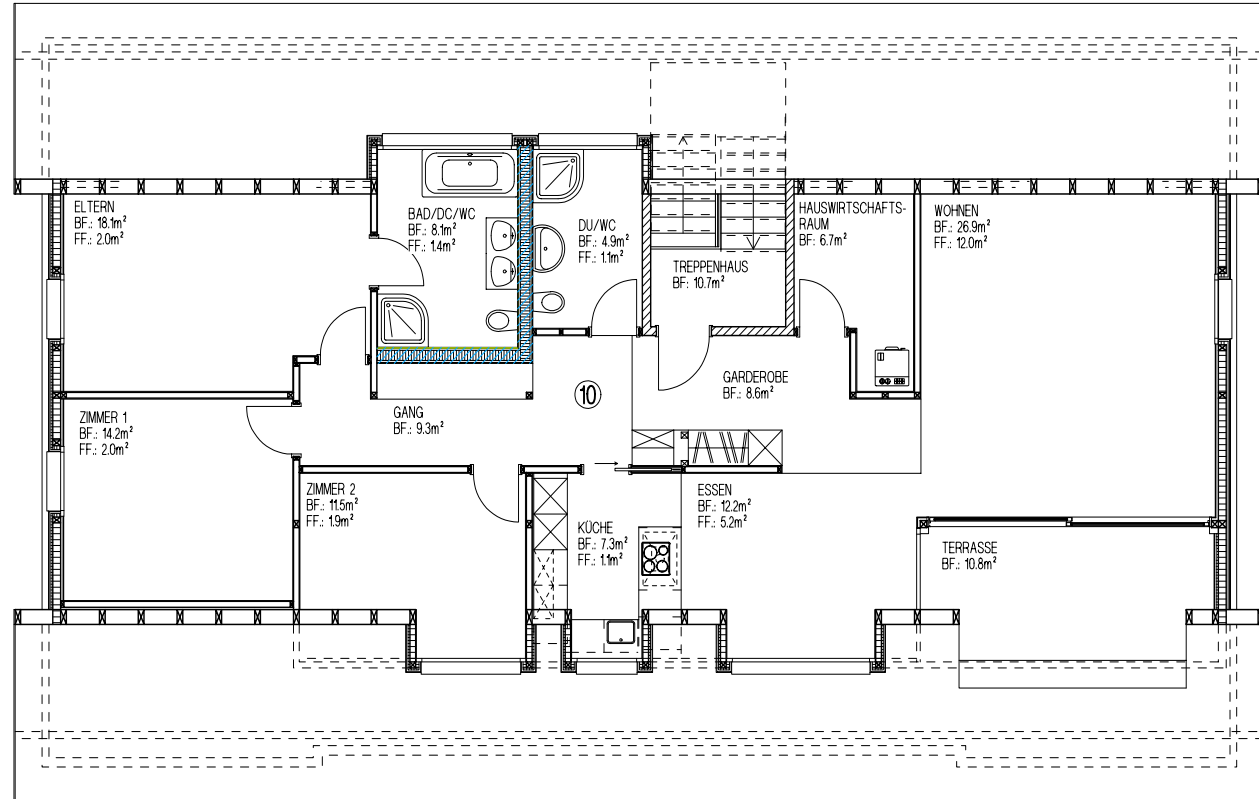 ELTERN
BF.: 18.1m²
FF.: 2.0m²
BAD/DC/WC
BF.: 8.1m²
FF.: 1.4m²
DU/WC
BF.: 4.9m²
FF.: 1.1m²
TREPPENHAUS
BF: 10.7m²
HAUSWIRTSCHAFTS-
RAUM
BF: 6.7m²
WOHNEN
BF.: 26.9m²
FF.: 12.0m²
ZIMMER 1
BF.: 14.2m²
FF.: 2.0m²
GANG
BF.: 9.3m²
10
GARDEROBE
BF.: 8.6m²
ZIMMER 2
BF.: 11.5m²
FF.: 1.9m²
KÜCHE
BF.: 7.3m²
FF.: 1.1m²
ESSEN
BF.: 12.2m²
FF.: 5.2m²
TERRASSE
BF.: 10.8m²